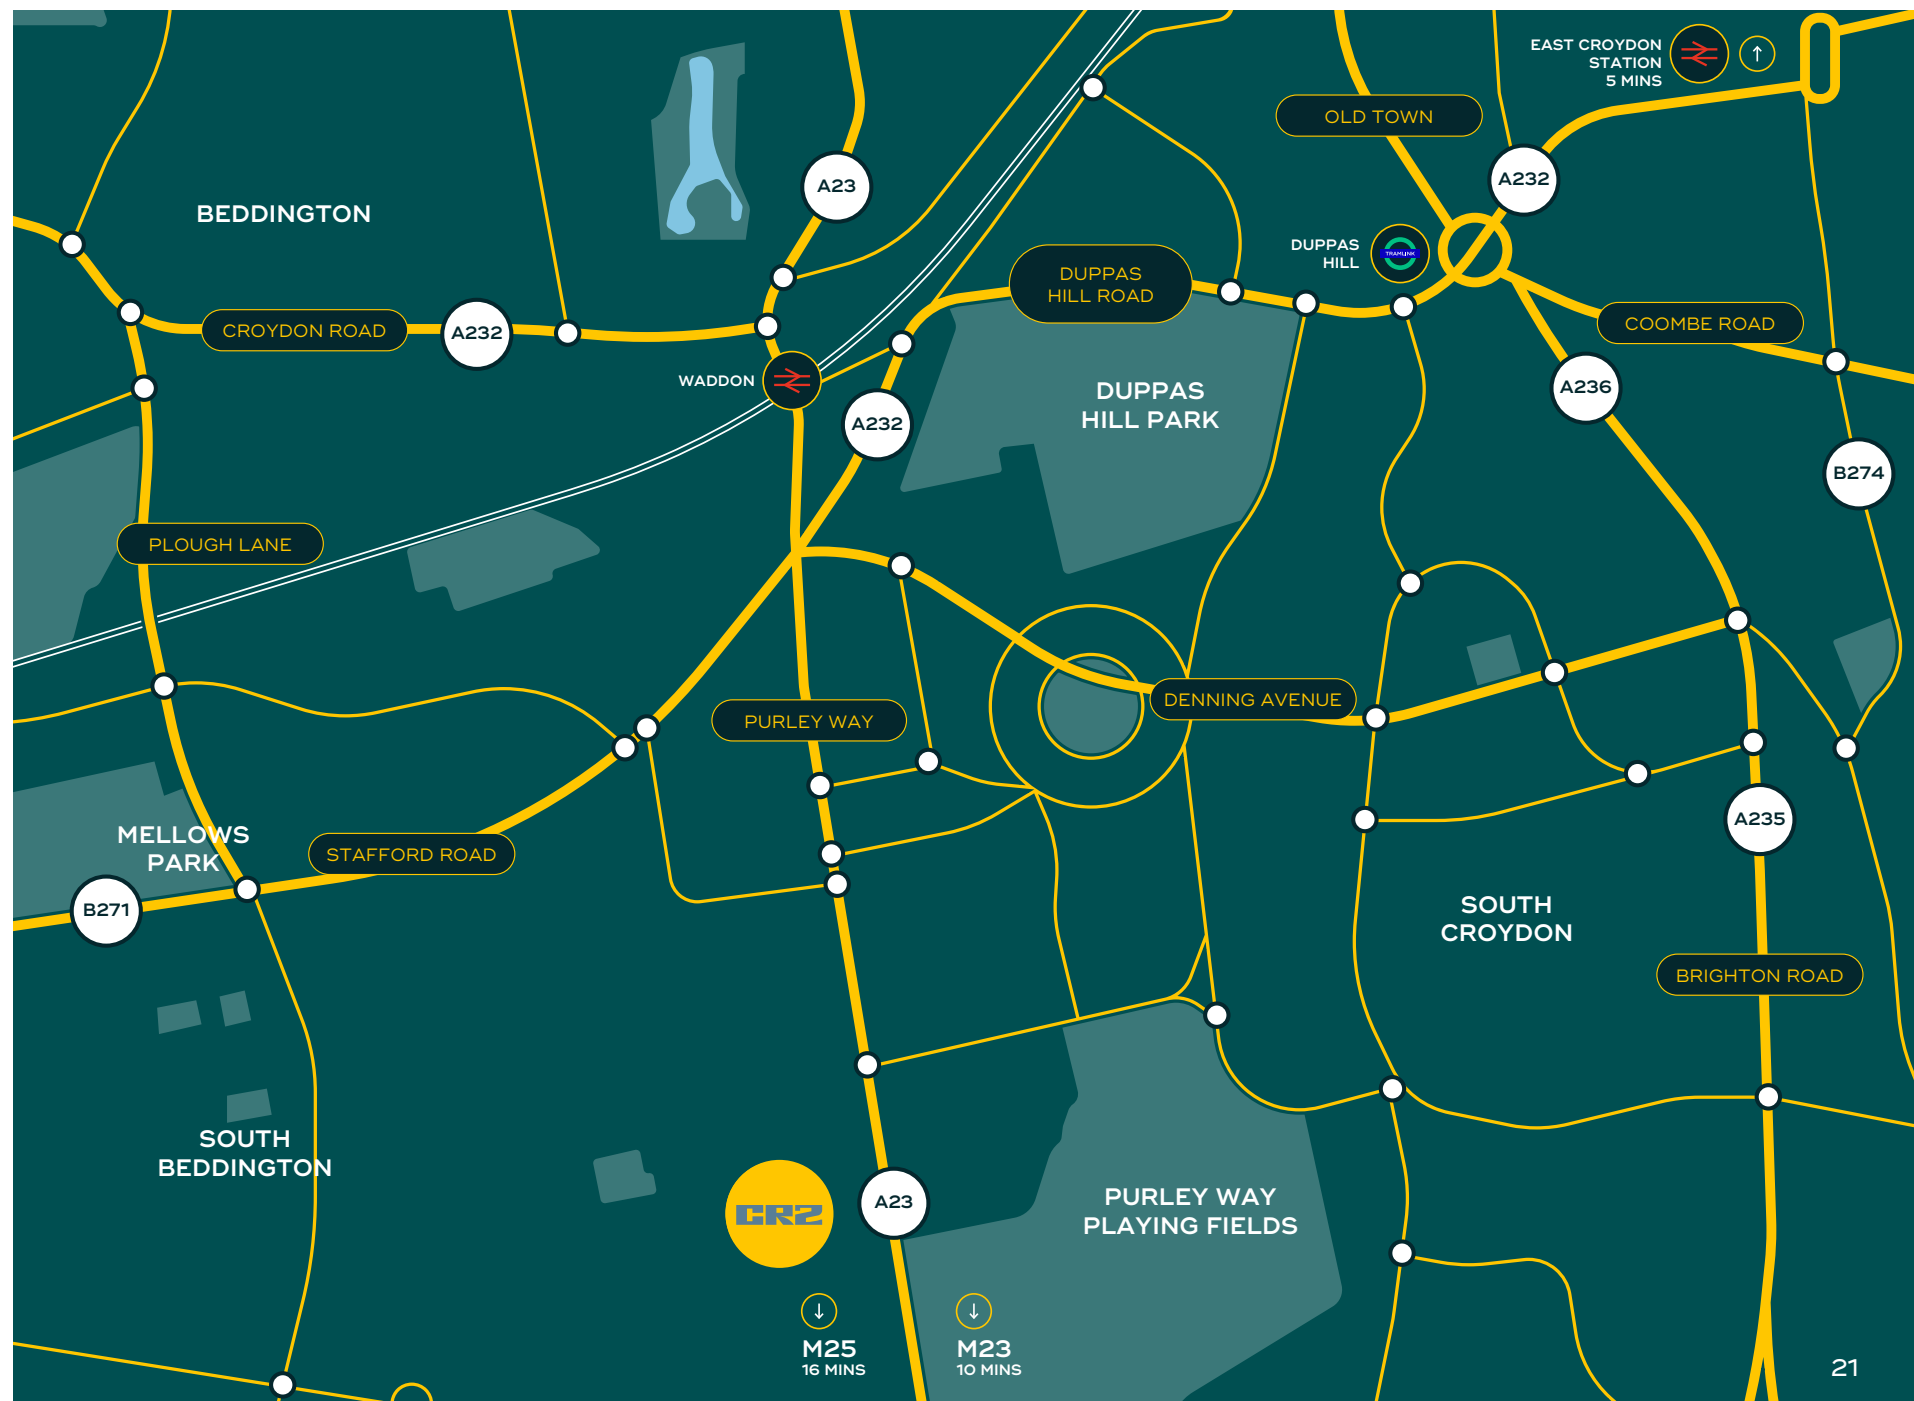 EAST CROYDON
STATION
5 MINS
OLD TOWN
A232
A23
BEDDINGTON
DUPPAS
HILL
TRAMLINK
DUPPAS
HILL ROAD
CROYDON ROAD
A232
COOMBE ROAD
WADDON
A232
DUPPAS
HILL PARK
A236
B274
PLOUGH LANE
DENNING AVENUE
PURLEY WAY
MELLOWS
PARK
STAFFORD ROAD
A235
B271
SOUTH
CROYDON
BRIGHTON ROAD
SOUTH
BEDDINGTON
CR2
A23
PURLEY WAY
PLAYING FIELDS
M25
16 MINS
M23
10 MINS
21